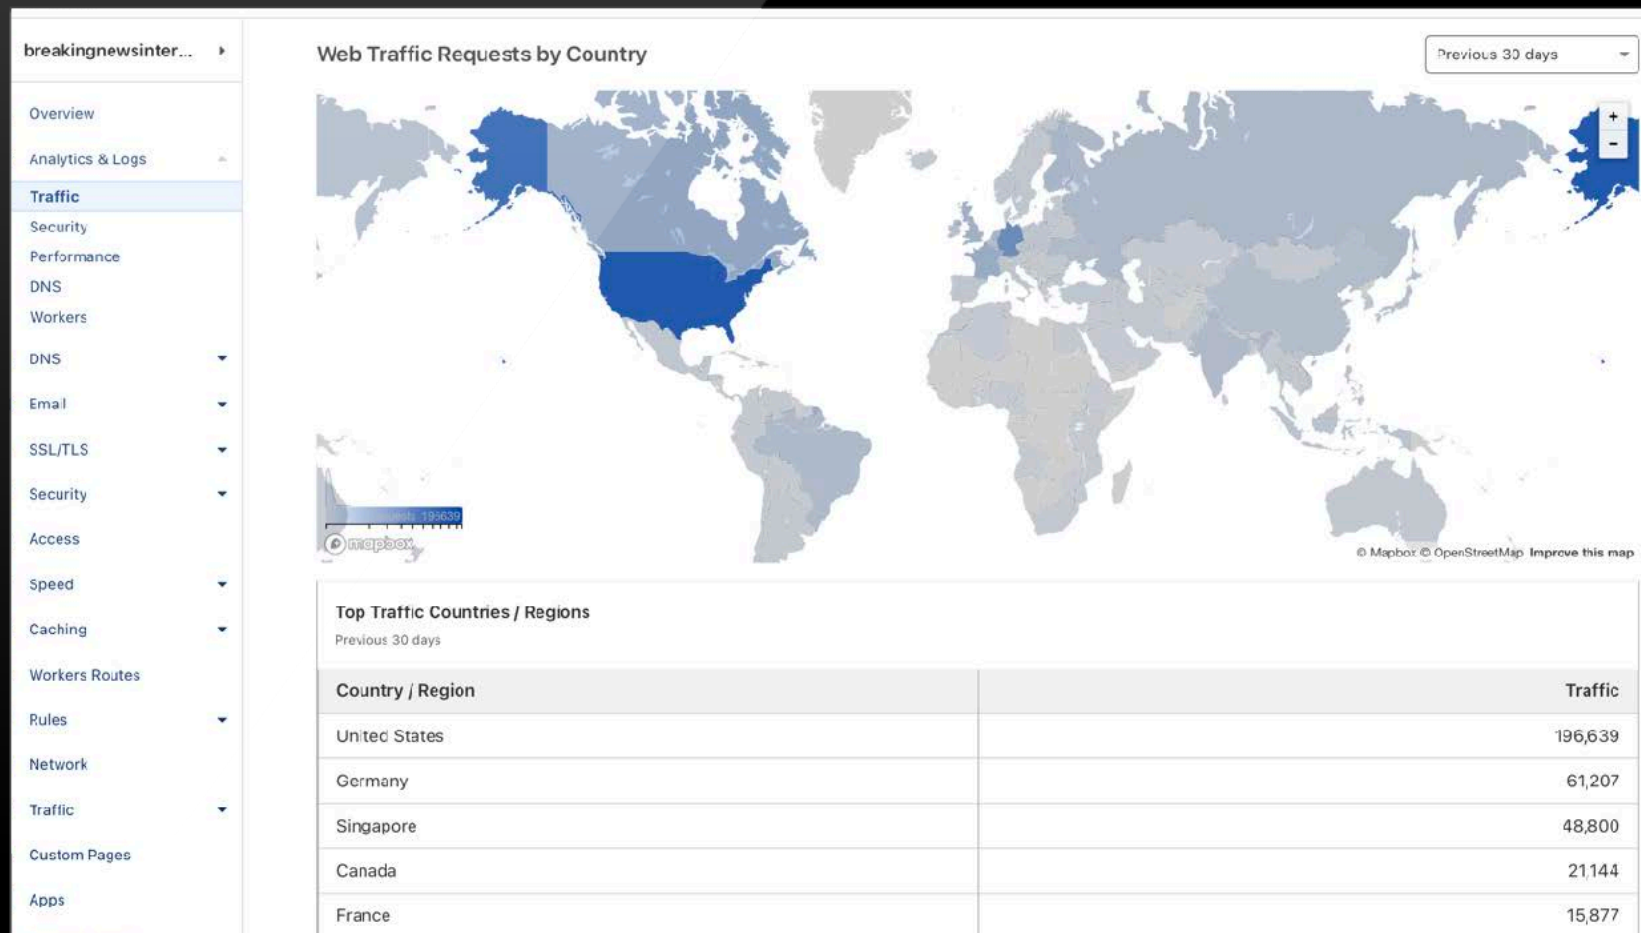 breakingnewsinter...
Overview
Analytics & Logs
Traffic
Security
Performance
DNS
Workers
DNS
Email
SSL/TLS
Security
Access
Speed
Caching
Workers Routes
Rules
Network
Traffic
Custom Pages
Apps
Web Traffic Requests by Country
Previous 30 days
+
-
196639
mapbox
© Mapbox © OpenStreetMap Improve this map
Top Traffic Countries / Regions
Previous 30 days
Country / Region Traffic
United States 196,639
Germany 61,207
Singapore 48,800
Canada 21,144
France 15,877